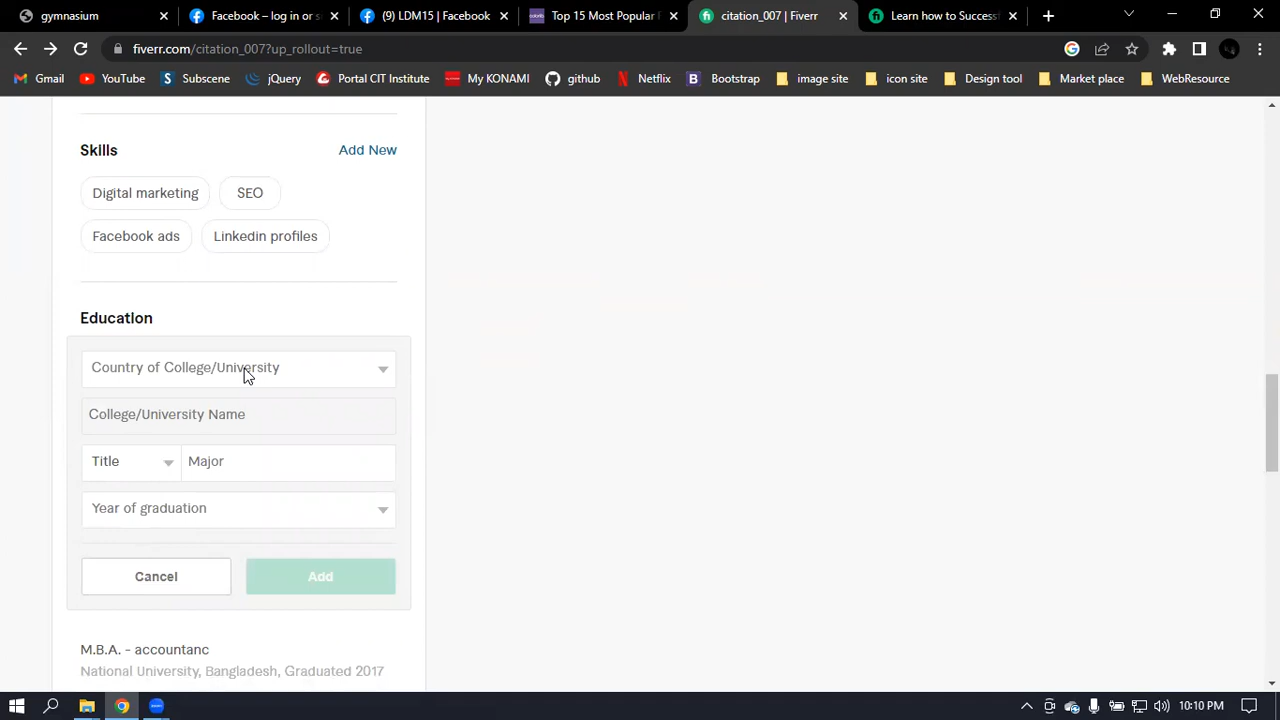 gymnasium
Facebook – log in or s
(9) LDM15 | Facebook
Top 15 Most Popular
citation_007 | Fiverr
Learn how to Success
fiverr.com/citation_007?up_rollout=true
Gmail
YouTube
Subscene
jQuery
Portal CIT Institute
My KONAMI
github
Netflix
Bootstrap
image site
icon site
Design tool
Market place
WebResource
Skills
Add New
Digital marketing
SEO
Facebook ads
Linkedin profiles
Education
Country of College/University
College/University Name
Title
Major
Year of graduation
Cancel
Add
M.B.A. - accountanc
National University, Bangladesh, Graduated 2017
10:10 PM